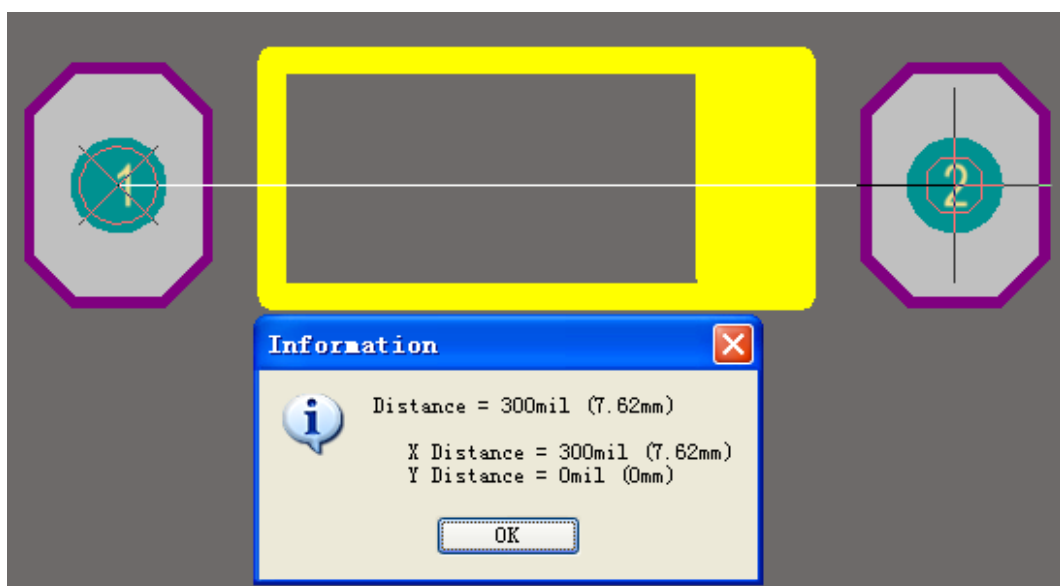 1 2
Information
Distance = 300mil (7.62mm)
X Distance = 300mil (7.62mm)
Y Distance = 0mil (0mm)
OK